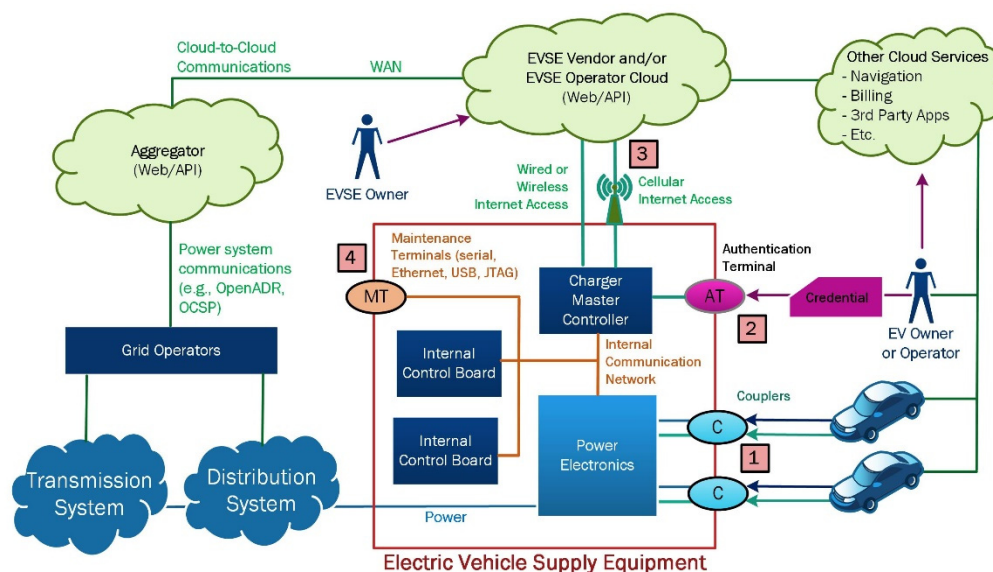 Cloud-to-Cloud
Communications
WAN
EVSE Vendor and/or
EVSE Operator Cloud
(Web/API)
Other Cloud Services
- Navigation
- Billing
- 3rd Party Apps
- Etc.
Aggregator
(Web/API)
EVSE Owner
Wired or
Wireless
Internet Access
3
Cellular
Internet Access
Power system
communications
(e.g., OpenADR,
OCSP)
4
Maintenance
Terminals (serial,
Ethernet, USB, JTAG)
MT
Charger
Master
Controller
Authentication
Terminal
AT
2
Credential
EV Owner
or Operator
Grid Operators
Internal
Control Board
Internal
Communication
Network
Internal
Control Board
Power
Electronics
Couplers
C
1
C
Transmission
System
Distribution
System
Power
Electric Vehicle Supply Equipment